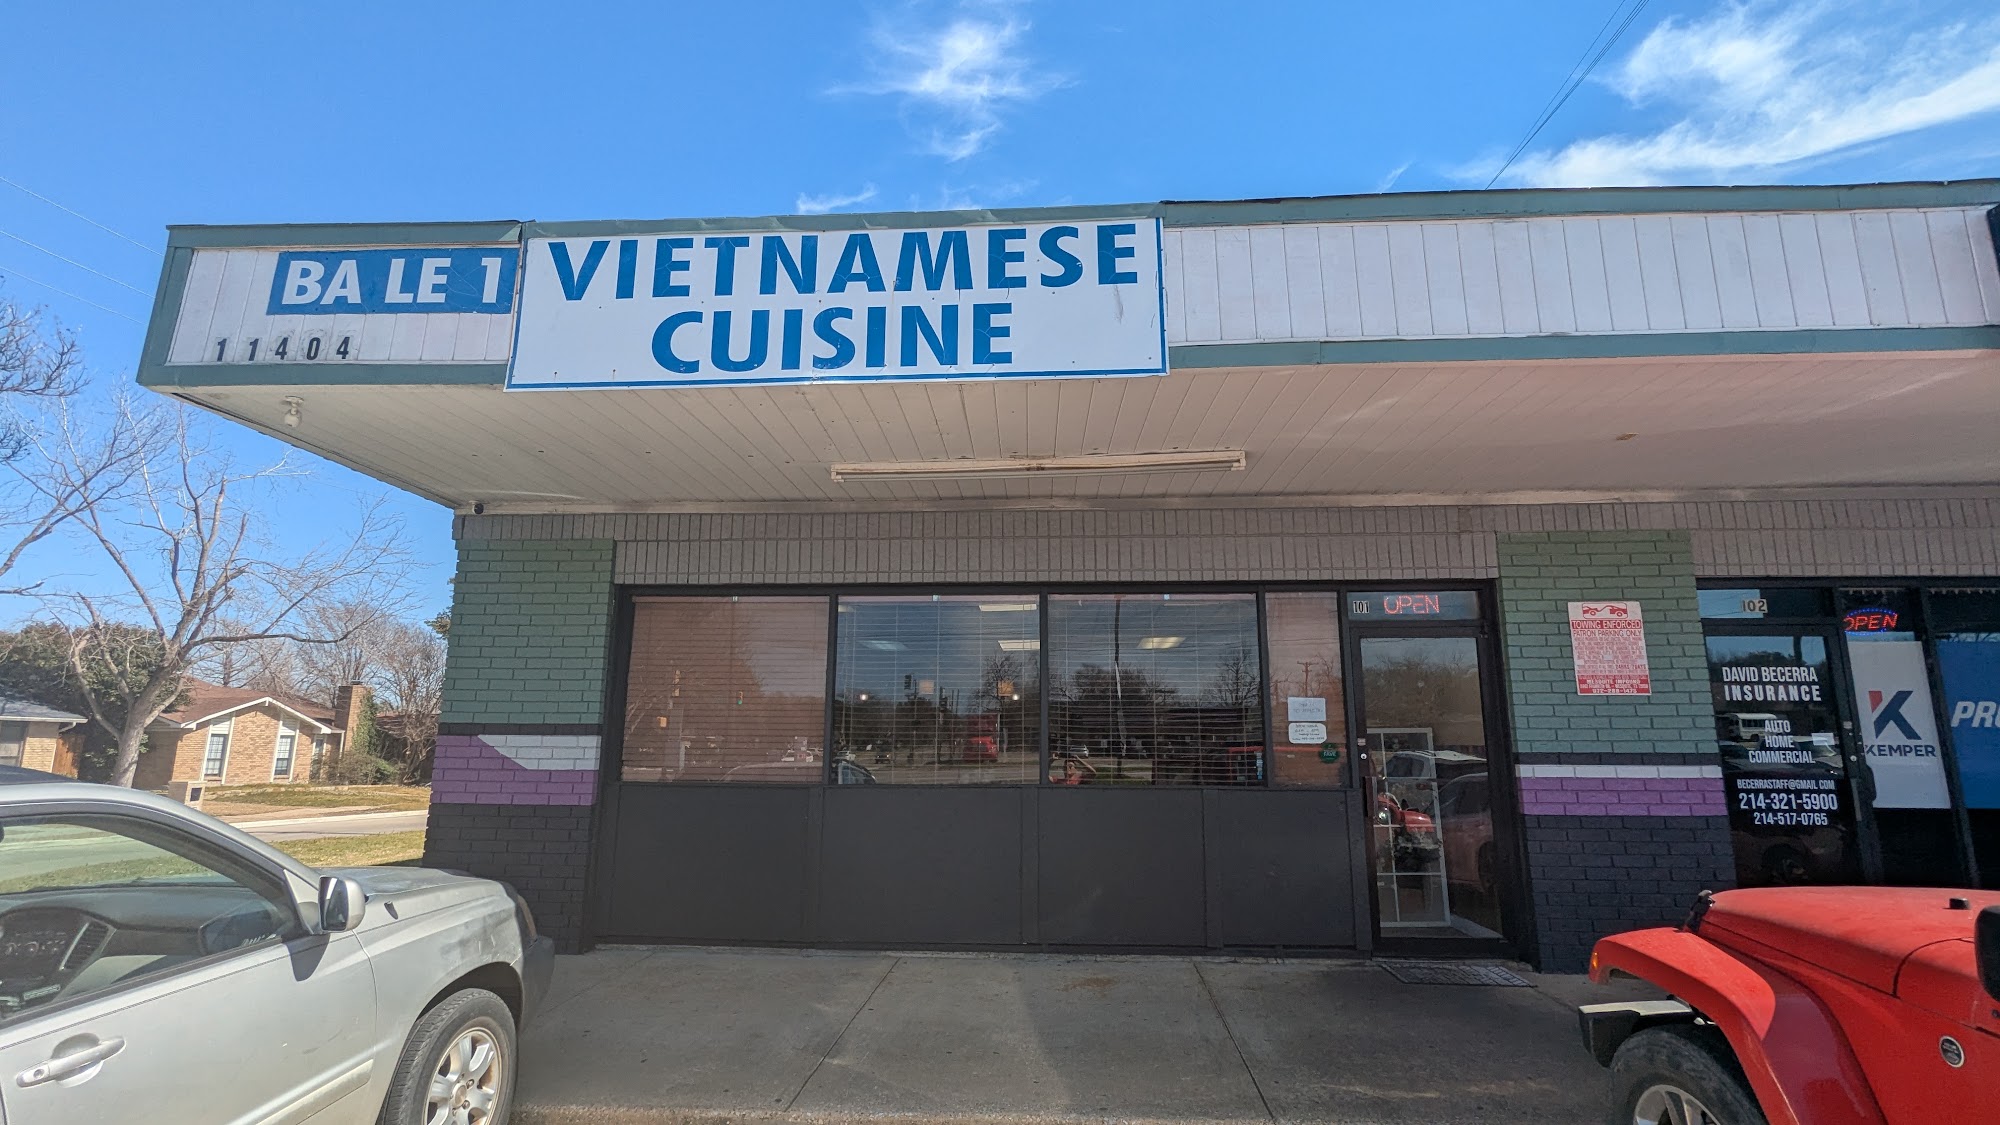 BA LE 1
11404
VIETNAMESE
CUISINE
101
OPEN
TOWING ENFORCED
PATRON PARKING ONLY
102
OPEN
DAVID BECERRA
INSURANCE
AUTO
HOME
COMMERCIAL
BECERRASTAFF@GMAIL.COM
214-321-5900
214-517-0765
KEMPER